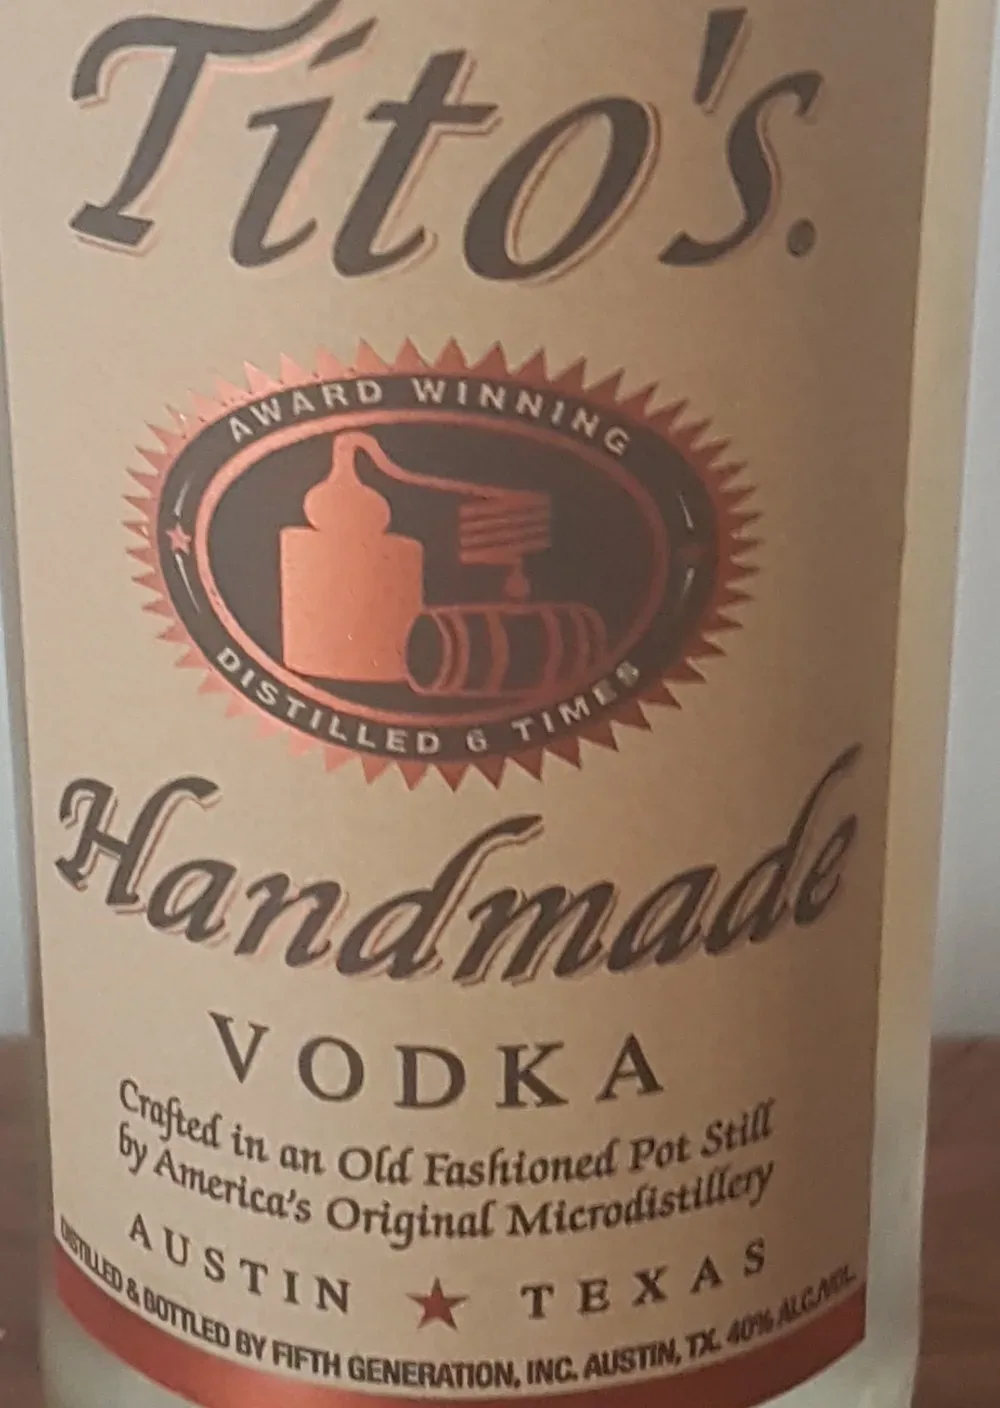 Tito's®
AWARD WINNING
DISTILLED 6 TIMES
Handmade
VODKA
Crafted in an Old Fashioned Pot Still
by America's Original Microdistillery
AUSTIN ★ TEXAS
DISTILLED & BOTTLED BY FIFTH GENERATION, INC. AUSTIN, TX. 40% ALC./VOL.